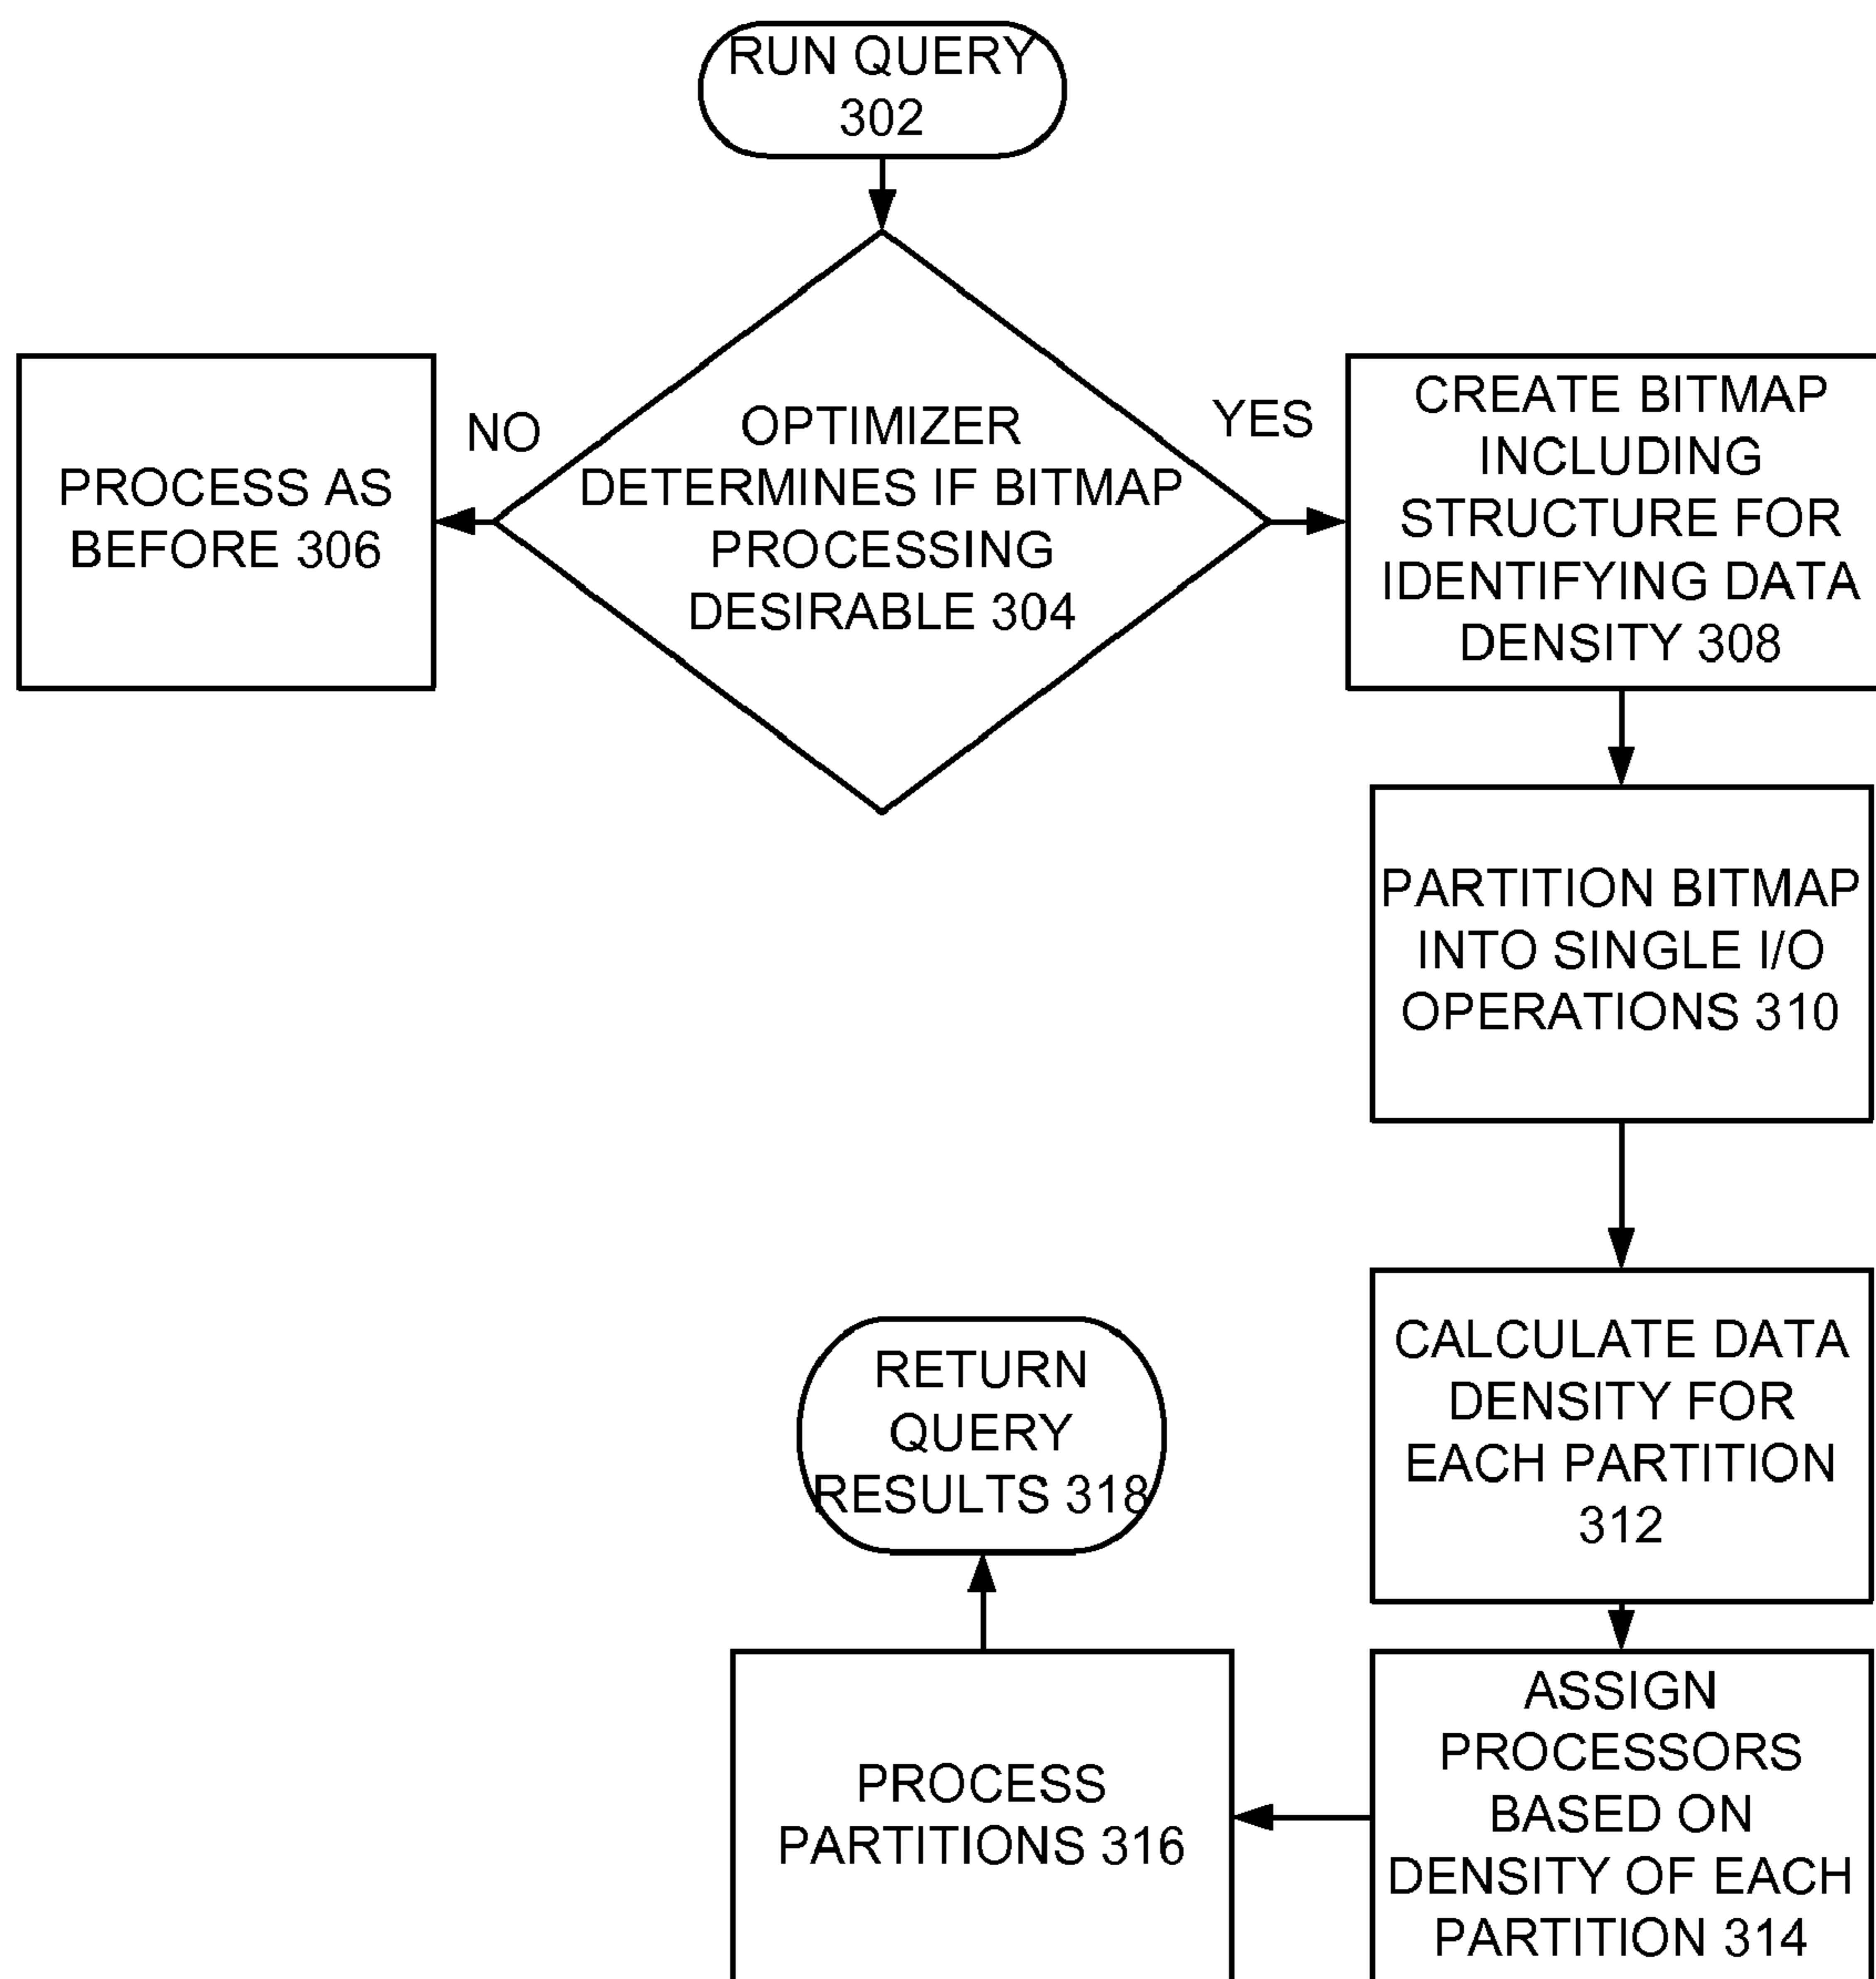 RUN QUERY
302
OPTIMIZER
DETERMINES IF BITMAP
PROCESSING
DESIRABLE 304
NO
YES
PROCESS AS
BEFORE 306
CREATE BITMAP
INCLUDING
STRUCTURE FOR
IDENTIFYING DATA
DENSITY 308
PARTITION BITMAP
INTO SINGLE I/O
OPERATIONS 310
CALCULATE DATA
DENSITY FOR
EACH PARTITION
312
ASSIGN
PROCESSORS
BASED ON
DENSITY OF EACH
PARTITION 314
PROCESS
PARTITIONS 316
RETURN
QUERY
RESULTS 318